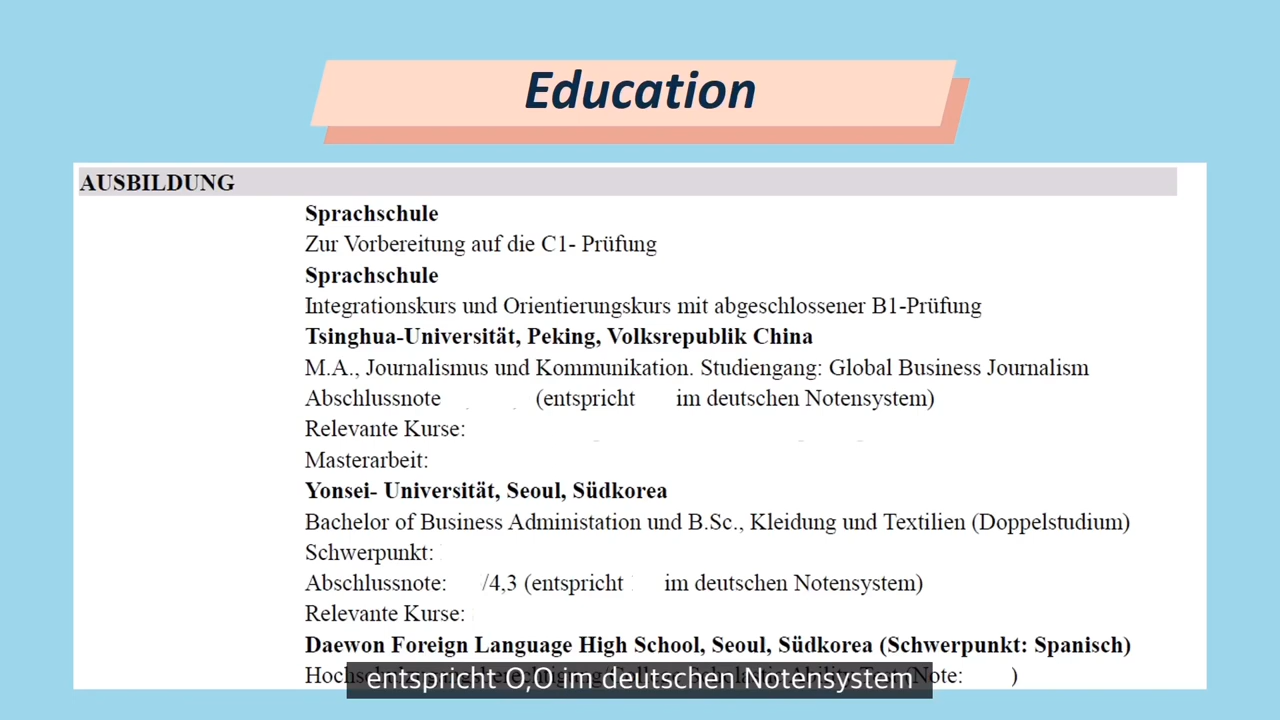 Education
AUSBILDUNG
Sprachschule
Zur Vorbereitung auf die C1- Prüfung
Sprachschule
Integrationskurs und Orientierungskurs mit abgeschlossener B1-Prüfung
Tsinghua-Universität, Peking, Volksrepublik China
M.A., Journalismus und Kommunikation. Studiengang: Global Business Journalism
Abschlussnote (entspricht im deutschen Notensystem)
Relevante Kurse:
Masterarbeit:
Yonsei- Universität, Seoul, Südkorea
Bachelor of Business Administation und B.Sc., Kleidung und Textilien (Doppelstudium)
Schwerpunkt:
Abschlussnote: /4,3 (entspricht im deutschen Notensystem)
Relevante Kurse:
Daewon Foreign Language High School, Seoul, Südkorea (Schwerpunkt: Spanisch)
entspricht O,O im deutschen Notensystem